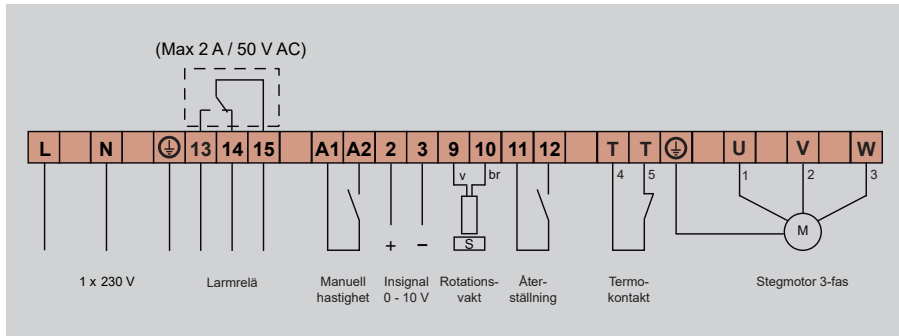 (Max 2 A / 50 V AC)
L N 13 14 15 A1 A2 2 3 9 10 11 12 T T U V W
v br 4 5 1 2 3
S M
+ –
1 x 230 V Larmrelä Manuell hastighet Insignal 0 - 10 V Rotations-vakt Åter-ställning Termo-kontakt Stegmotor 3-fas